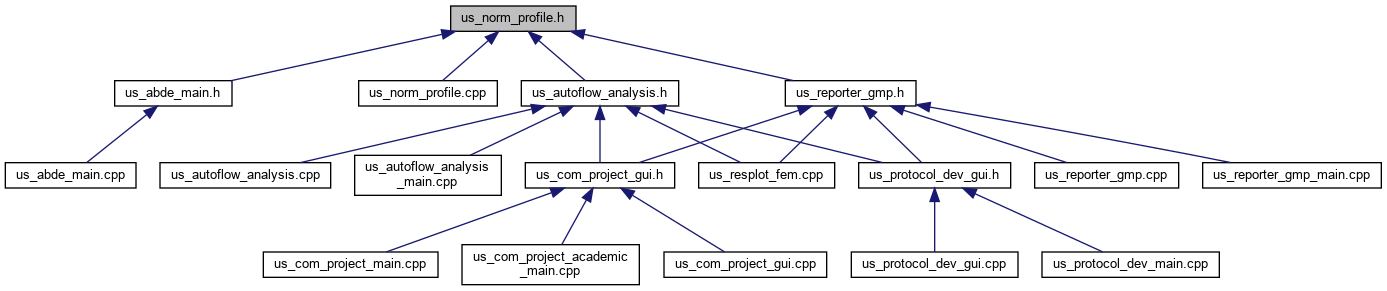 us_norm_profile.h
us_abde_main.h
us_norm_profile.cpp
us_autoflow_analysis.h
us_reporter_gmp.h
us_abde_main.cpp
us_autoflow_analysis.cpp
us_autoflow_analysis
_main.cpp
us_com_project_gui.h
us_resplot_fem.cpp
us_protocol_dev_gui.h
us_reporter_gmp.cpp
us_reporter_gmp_main.cpp
us_com_project_main.cpp
us_com_project_academic
_main.cpp
us_com_project_gui.cpp
us_protocol_dev_gui.cpp
us_protocol_dev_main.cpp